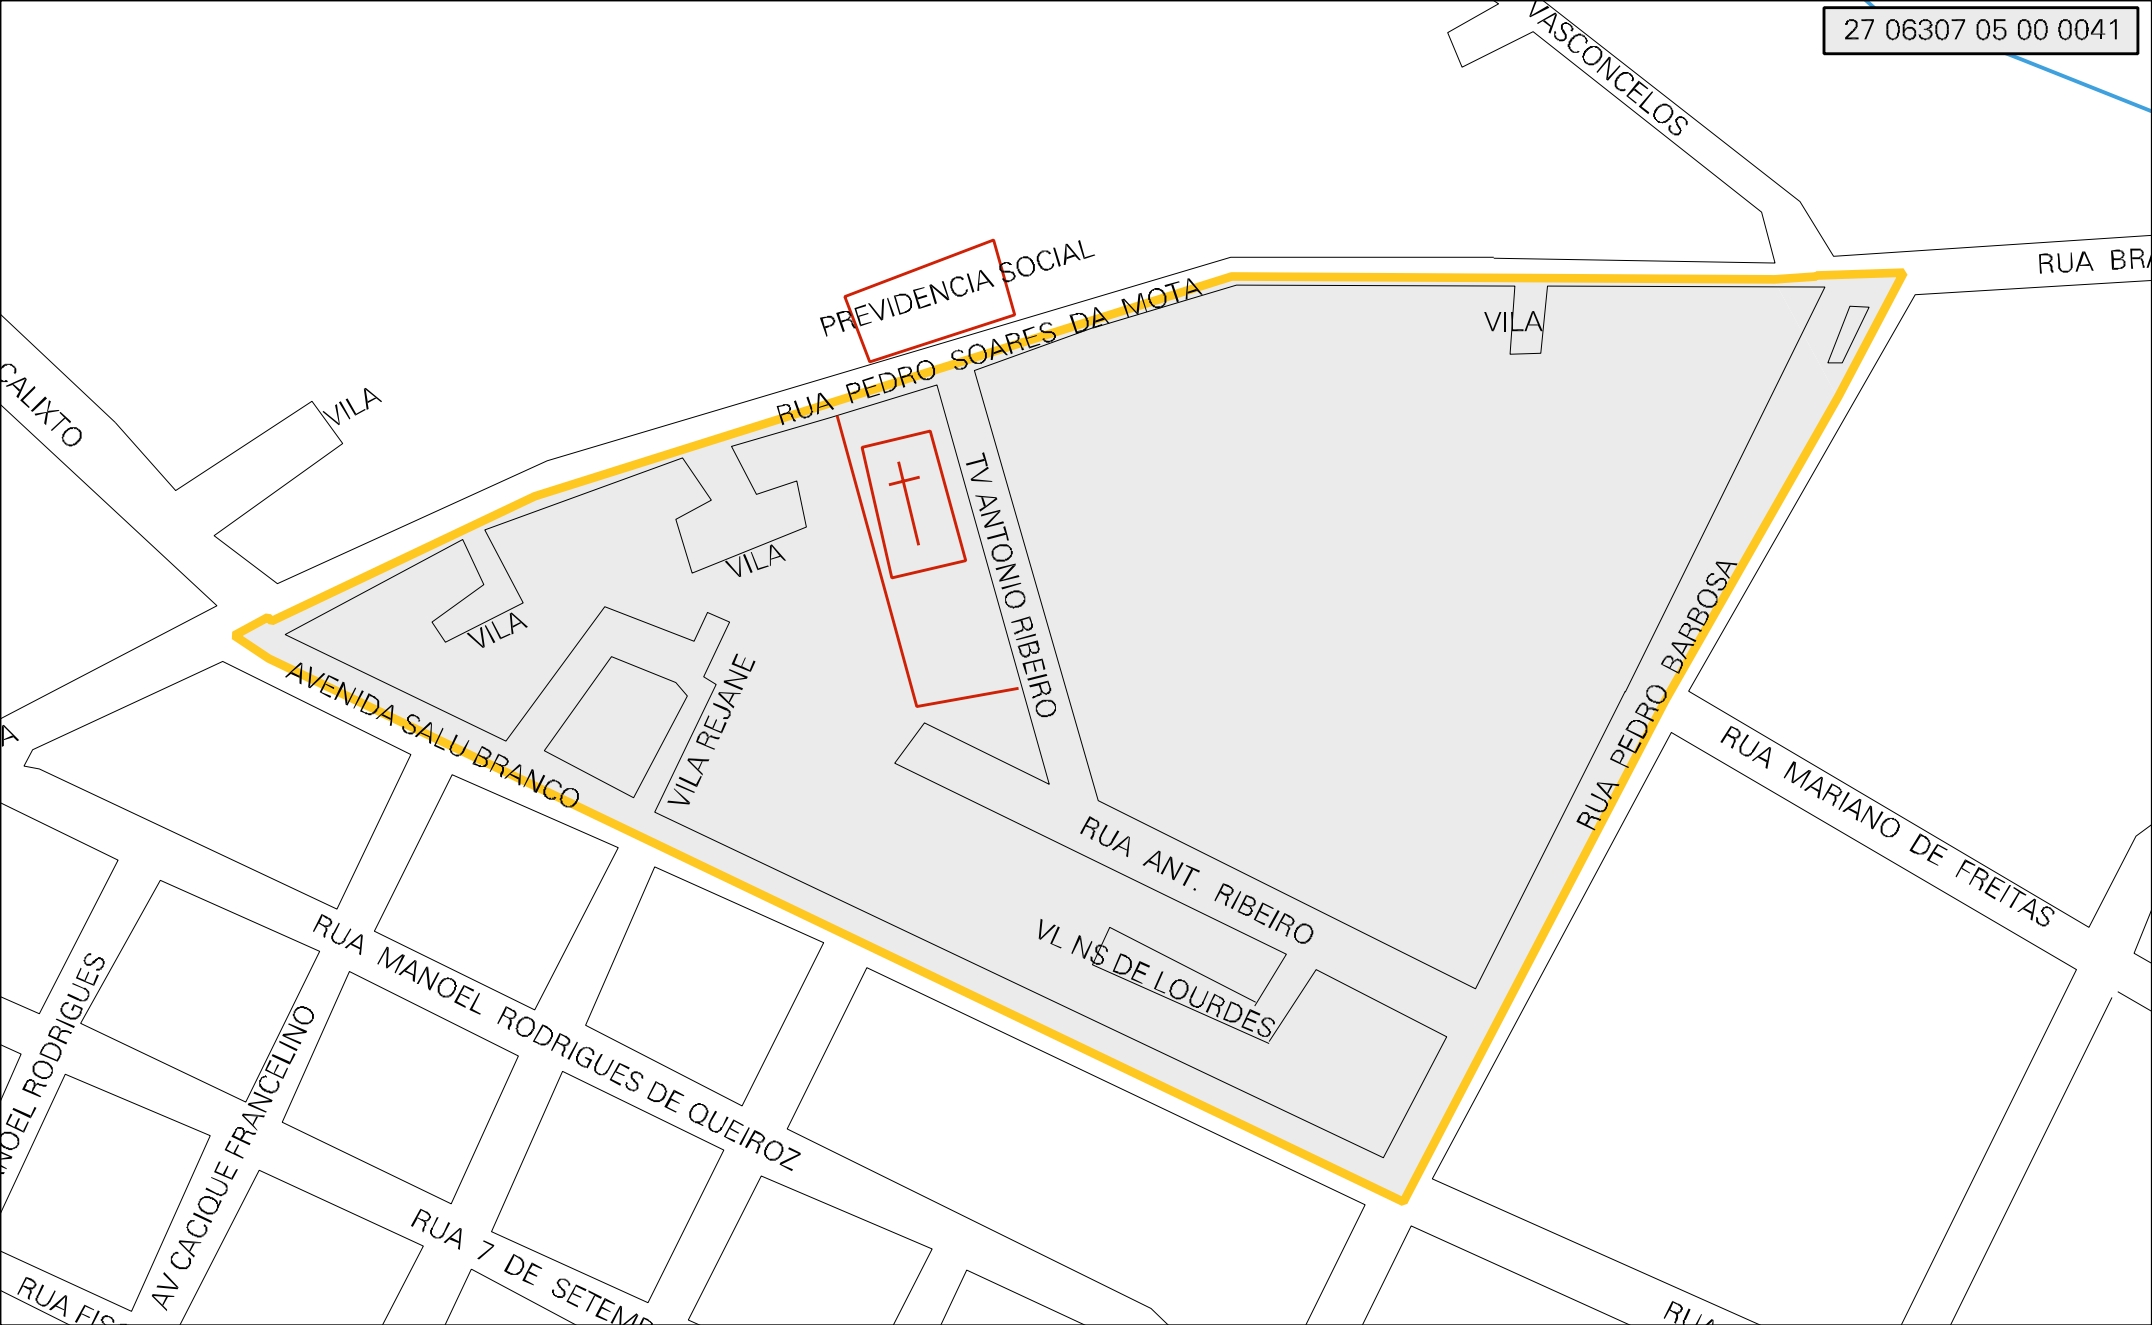 VASCONCELOS
27 06307 05 00 0041
PREVIDENCIA SOCIAL
RUA BRA
RUA PEDRO SOARES DA MOTA
VILA
CALIXTO
VILA
TV ANTONIO RIBEIRO
VILA
VILA
RUA PEDRO BARBOSA
AVENIDA SALU BRANCO
VILA REJANE
A
RUA MARIANO DE FREITAS
RUA ANT. RIBEIRO
VL NS DE LOURDES
RUA MANOEL RODRIGUES DE QUEIROZ
NOEL RODRIGUES
AV CACIQUE FRANCELINO
RUA 7 DE SETEMB
RUA FISC
RUA